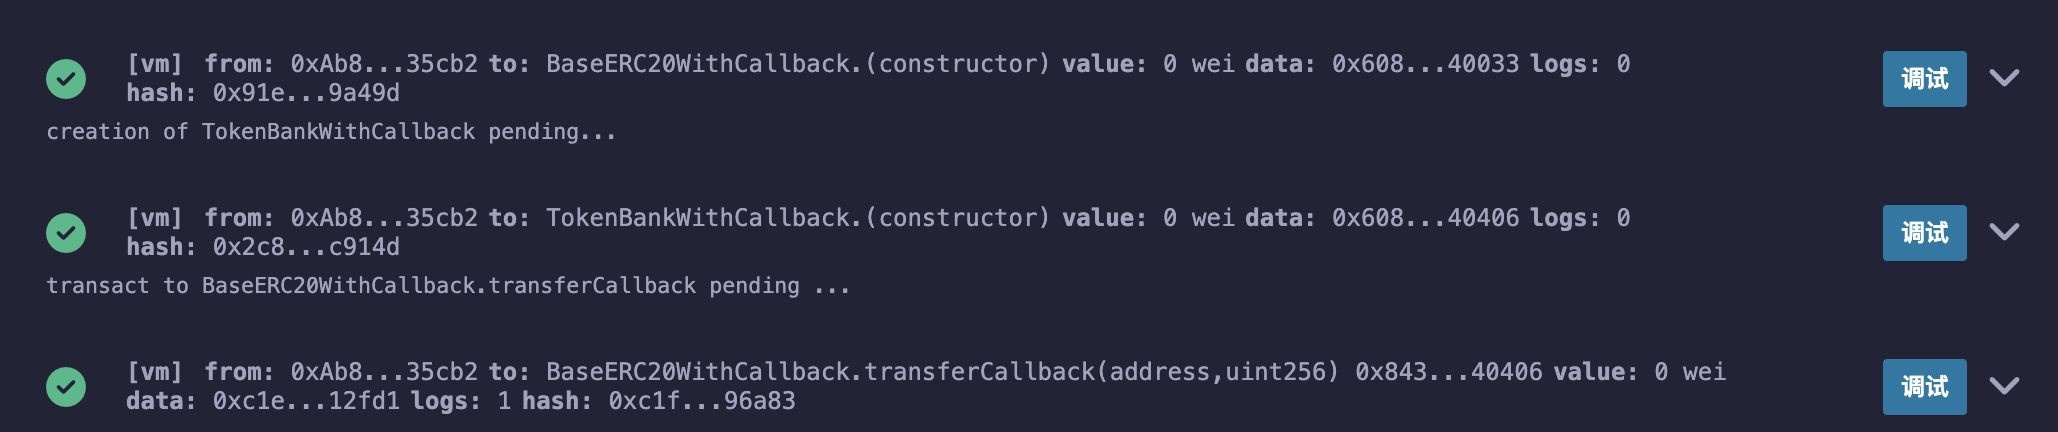 [vm] from: 0xAb8...35cb2 to: BaseERC20WithCallback.(constructor) value: 0 wei data: 0x608...40033 logs: 0
hash: 0x91e...9a49d
调试
creation of TokenBankWithCallback pending...
[vm] from: 0xAb8...35cb2 to: TokenBankWithCallback.(constructor) value: 0 wei data: 0x608...40406 logs: 0
hash: 0x2c8...c914d
调试
transact to BaseERC20WithCallback.transferCallback pending ...
[vm] from: 0xAb8...35cb2 to: BaseERC20WithCallback.transferCallback(address,uint256) 0x843...40406 value: 0 wei
data: 0xc1e...12fd1 logs: 1 hash: 0xc1f...96a83
调试